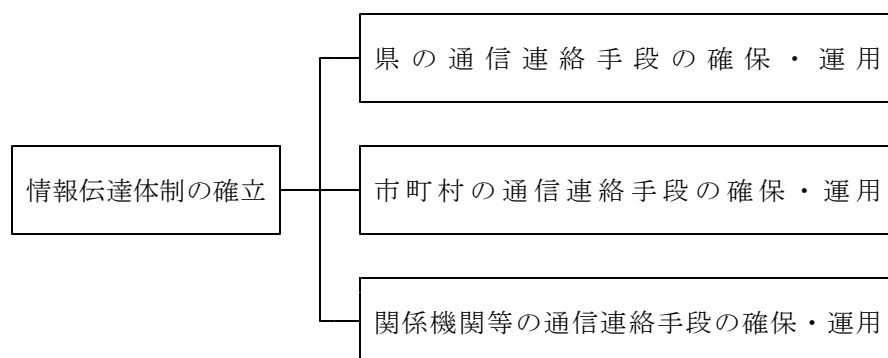 県の通信連絡手段の確保・運用
情報伝達体制の確立
市町村の通信連絡手段の確保・運用
関係機関等の通信連絡手段の確保・運用